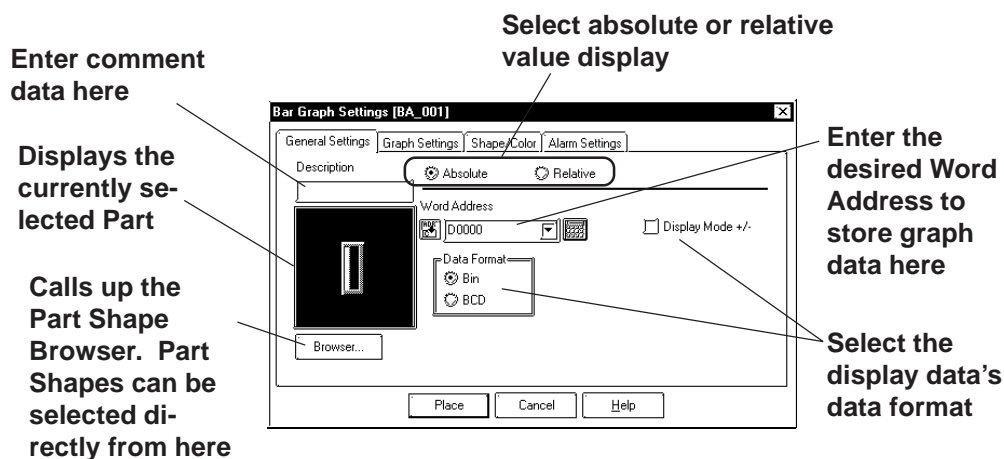 Select absolute or relative
value display
Enter comment
data here
Bar Graph Settings [BA_001]
General Settings Graph Settings Shape/Color Alarm Settings
Description
Absolute Relative
Displays the
currently se-
lected Part
Word Address
D0000
Display Mode +/-
Data Format
Bin
BCD
Enter the
desired Word
Address to
store graph
data here
Calls up the
Part Shape
Browser. Part
Shapes can be
selected di-
rectly from here
Browser...
Select the
display data's
data format
Place Cancel Help